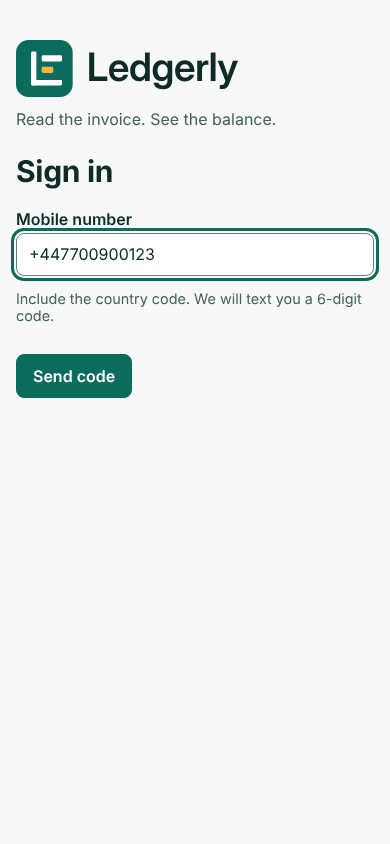 Ledgerly
Read the invoice. See the balance.
Sign in
Mobile number
+447700900123
Include the country code. We will text you a 6-digit
code.
Send code